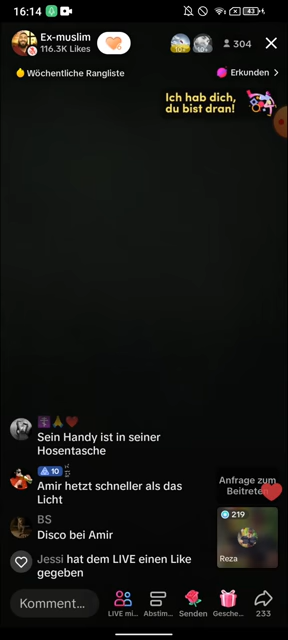 16:14
43
Ex-muslim
116.3K Likes
304
Wöchentliche Rangliste
Erkunden >
Ich hab dich,
du bist dran!
Sein Handy ist in seiner
Hosentasche
10
Amir hetzt schneller als das
Licht
Anfrage zum
Beitreten
BS
Disco bei Amir
219
Reza
Jessi hat dem LIVE einen Like
gegeben
Komment...
LIVE mi...
Abstim...
Senden
Gesche...
233